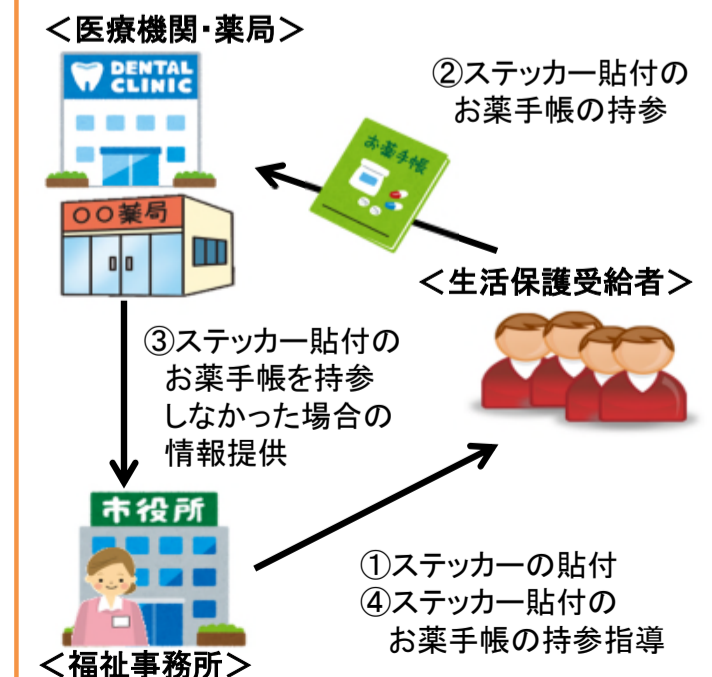 ＜医療機関・薬局＞
DENTAL
CLINIC
②ステッカー貼付の
お薬手帳の持参
お薬手帳
〇〇薬局
＜生活保護受給者＞
③ステッカー貼付の
お薬手帳を持参
しなかった場合の
情報提供
市役所
①ステッカーの貼付
④ステッカー貼付の
お薬手帳の持参指導
＜福祉事務所＞